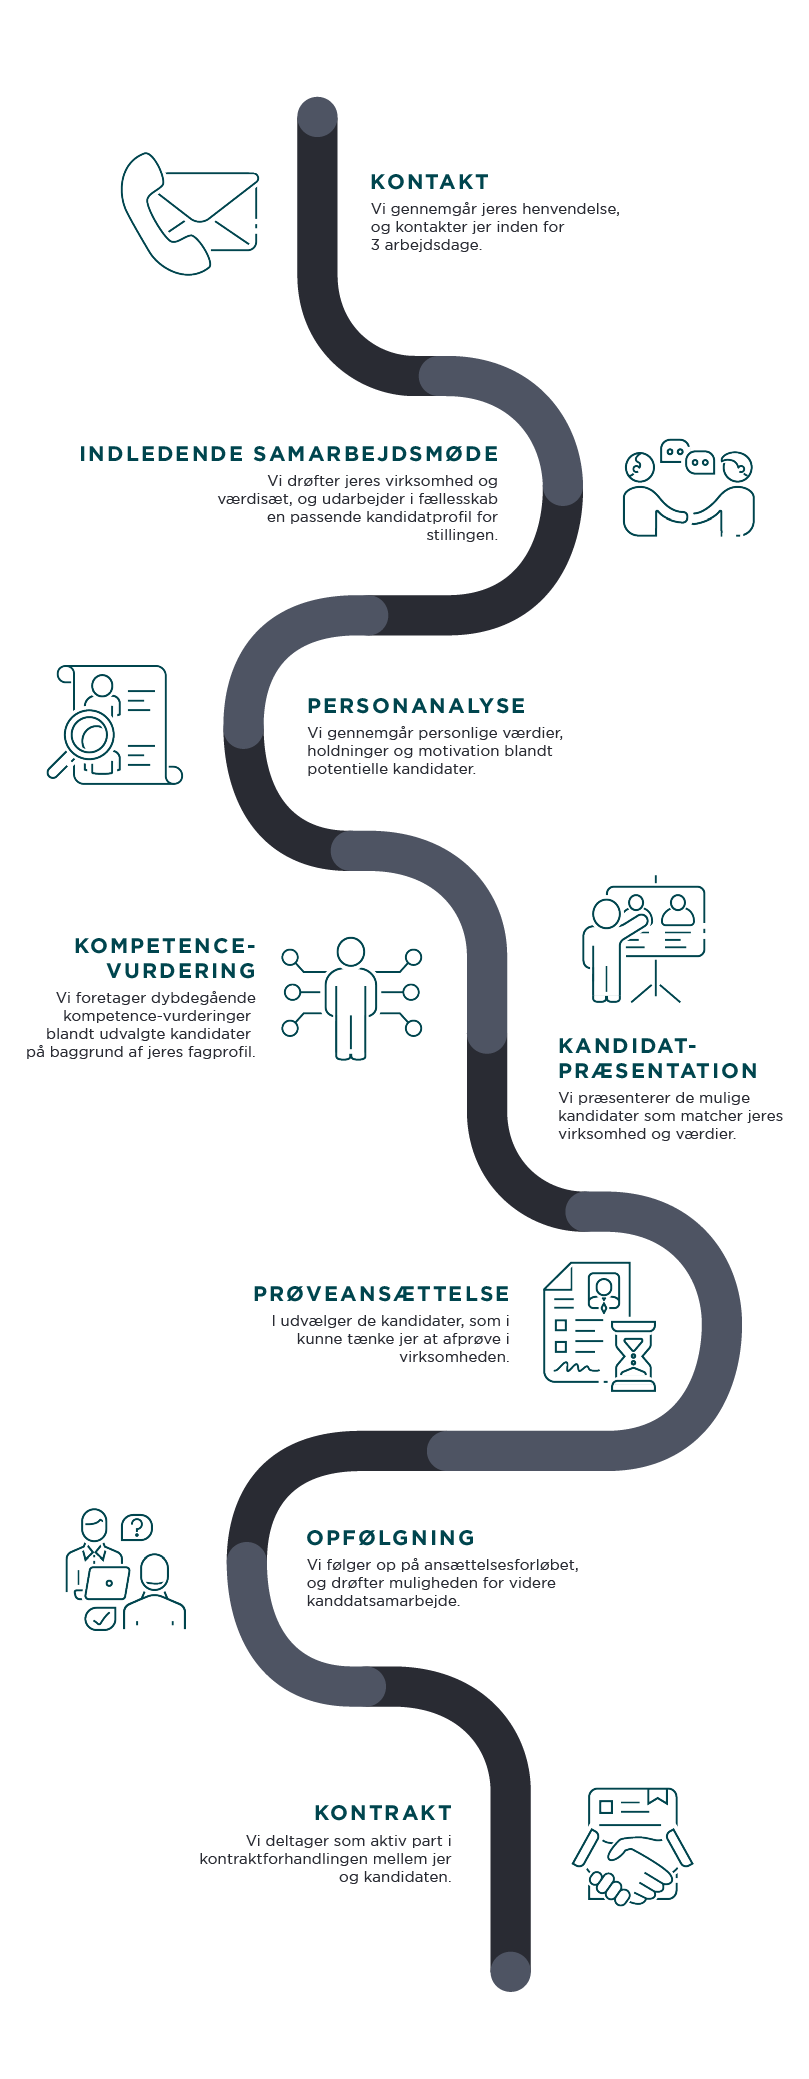 KONTAKT
Vi gennemgår jeres henvendelse,
og kontakter jer inden for
3 arbejdsdage.
INDLEDENDE SAMARBEJDSMØDE
Vi drøfter jeres virksomhed og
værdisæt, og udarbejder i fællesskab
en passende kandidatprofil for
stillingen.
PERSONANALYSE
Vi gennemgår personlige værdier,
holdninger og motivation blandt
potentielle kandidater.
KOMPETENCE-
VURDERING
Vi foretager dybdegående
kompetence-vurderinger
blandt udvalgte kandidater
på baggrund af jeres fagprofil.
KANDIDAT-
PRÆSENTATION
Vi præsenterer de mulige
kandidater som matcher jeres
virksomhed og værdier.
PRØVEANSÆTTELSE
I udvælger de kandidater, som i
kunne tænke jer at afprøve i
virksomheden.
?
OPFØLGNING
Vi følger op på ansættelsesforløbet,
og drøfter muligheden for videre
kanddatsamarbejde.
KONTRAKT
Vi deltager som aktiv part i
kontraktforhandlingen mellem jer
og kandidaten.